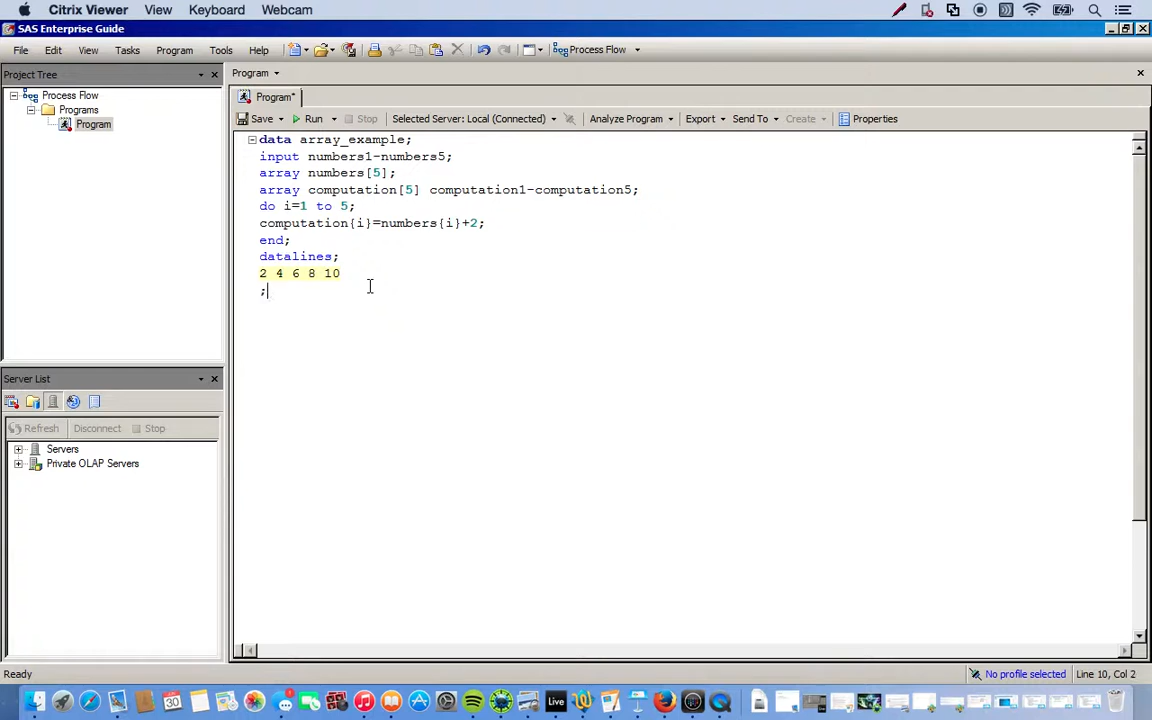 Citrix Viewer View Keyboard Webcam
SAS Enterprise Guide
File Edit View Tasks Program Tools Help Process Flow
Project Tree
Process Flow
Programs
Program
Program
Program*
Save Run Stop Selected Server: Local (Connected) Analyze Program Export Send To Create Properties
data array_example;
input numbers1-numbers5;
array numbers[5];
array computation[5] computation1-computation5;
do i=1 to 5;
computation{i}=numbers{i}+2;
end;
datalines;
2 4 6 8 10
;
Server List
Refresh Disconnect Stop
Servers
Private OLAP Servers
Ready No profile selected Line 10, Col 2
30 Live